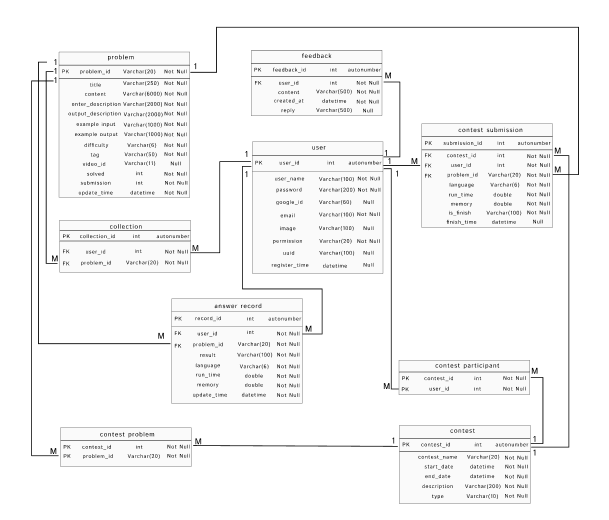 problem
PK problem_id Varchar(20) Not Null
title Varchar(250) Not Null
content Varchar(6000) Not Null
enter_description Varchar(2000) Not Null
output_description Varchar(2000) Not Null
example input Varchar(1000) Not Null
example output Varchar(1000) Not Null
difficulty Varchar(6) Not Null
tag Varchar(50) Not Null
video_id Varchar(11) Null
solved int Not Null
submission int Not Null
update_time datetime Not Null
1
1
1
1
feedback
PK feedback_id int autonumber
FK user_id int Not Null
content Varchar(500) Not Null
created_at datetime Not Null
reply Varchar(500) Null
M
contest submission
PK submission_id int autonumber
FK contest_id int Not Null
FK user_id int Not Null
FK problem_id Varchar(20) Not Null
language Varchar(6) Not Null
run_time double Not Null
memory double Not Null
is_finish Varchar(100) Not Null
finish_time datetime Null
M
M
M
user
PK user_id int autonumber
user_name Varchar(100) Not Null
password Varchar(200) Not Null
google_id Varchar(60) Null
email Varchar(100) Not Null
image Varchar(100) Null
permission Varchar(20) Not Null
uuid Varchar(100) Null
register_time datetime Null
1
1
1
1
1
collection
PK collection_id int autonumber
FK user_id int Not Null
FK problem_id Varchar(20) Not Null
M
M
answer record
PK record_id int autonumber
FK user_id int Not Null
FK problem_id Varchar(20) Not Null
result Varchar(100) Not Null
language Varchar(6) Not Null
run_time double Not Null
memory double Not Null
update_time datetime Not Null
M
M
contest participant
PK contest_id int Not Null
PK user_id int Not Null
M
M
contest problem
PK contest_id int Not Null
PK problem_id Varchar(20) Not Null
M
M
contest
PK contest_id int autonumber
contest_name Varchar(20) Not Null
start_date datetime Not Null
end_date datetime Not Null
description Varchar(200) Not Null
type Varchar(10) Not Null
1
1
1